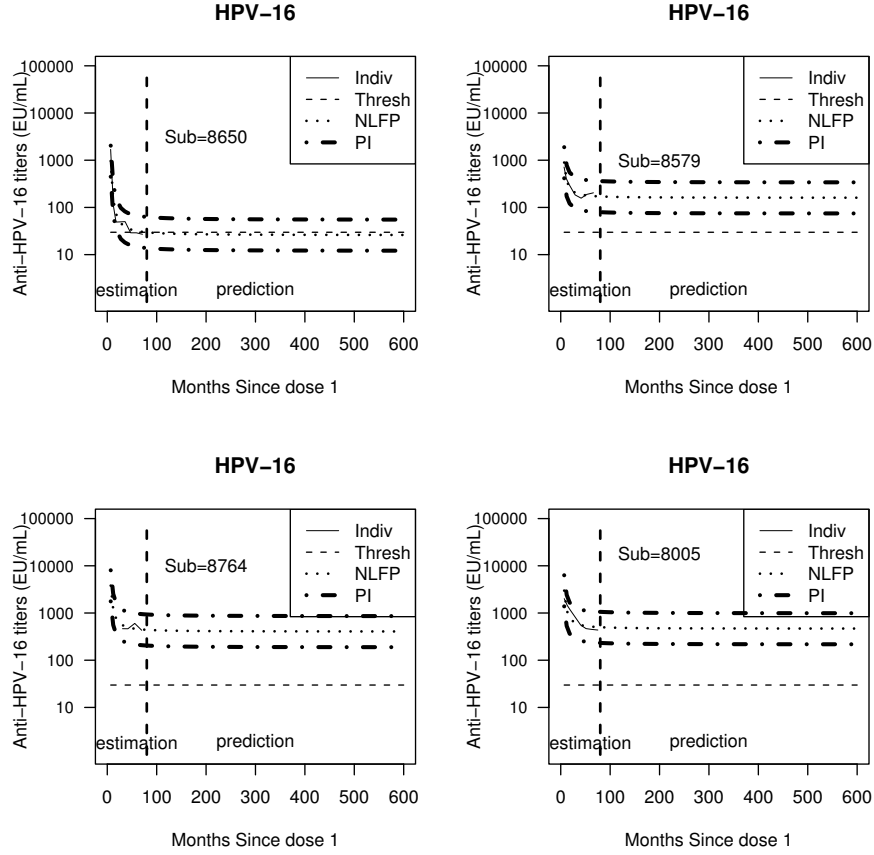 HPV−16
Anti−HPV−16 titers (EU/mL)
100000
10000
1000
100
10
Indiv
Thresh
NLFP
PI
Sub=8650
estimation
prediction
0 100 200 300 400 500 600
Months Since dose 1
HPV−16
Anti−HPV−16 titers (EU/mL)
100000
10000
1000
100
10
Indiv
Thresh
NLFP
PI
Sub=8579
estimation
prediction
0 100 200 300 400 500 600
Months Since dose 1
HPV−16
Anti−HPV−16 titers (EU/mL)
100000
10000
1000
100
10
Indiv
Thresh
NLFP
PI
Sub=8764
estimation
prediction
0 100 200 300 400 500 600
Months Since dose 1
HPV−16
Anti−HPV−16 titers (EU/mL)
100000
10000
1000
100
10
Indiv
Thresh
NLFP
PI
Sub=8005
estimation
prediction
0 100 200 300 400 500 600
Months Since dose 1